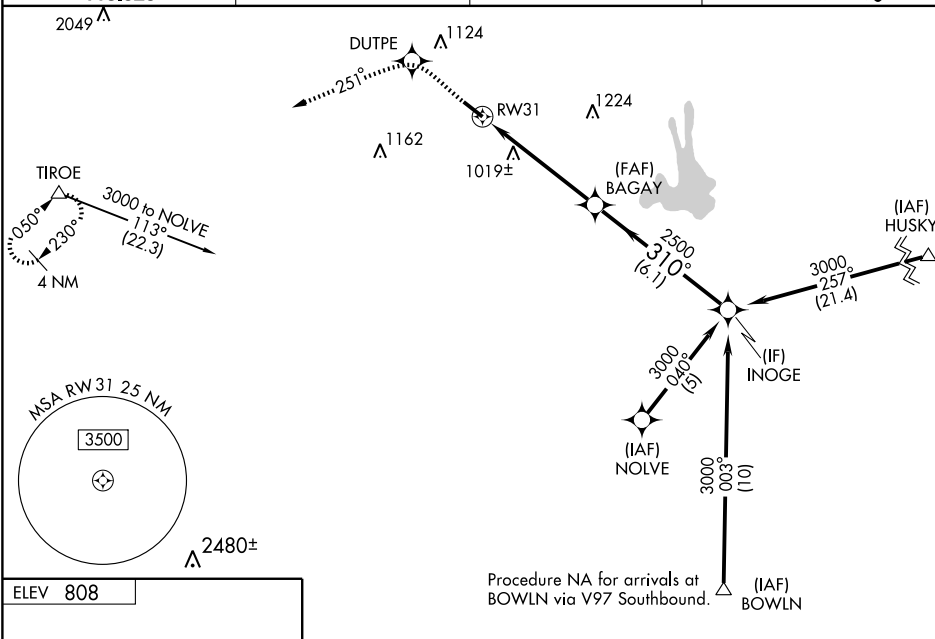 2049
DUTPE
1124
251°
RW31
1224
1162
1019±
(FAF)
BAGAY
TIROE
3000 to NOLVE
113°
(22.3)
050°
230°
4 NM
(IAF)
HUSKY
2500
310°
(6.1)
3000
257°
(21.4)
(IF)
INOGE
3000
040°
(5)
(IAF)
NOLVE
MSA RW31 25 NM
3500
3000
003°
(10)
2480±
ELEV 808
Procedure NA for arrivals at
BOWLN via V97 Southbound.
(IAF)
BOWLN